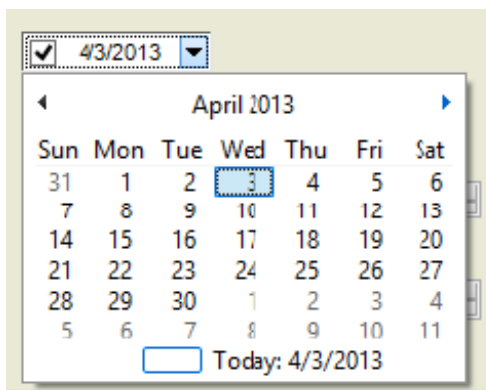 4/3/2013
April 2013
Sun Mon Tue Wed Thu Fri Sat
31 1 2 3 4 5 6
7 8 9 10 11 12 13
14 15 16 17 18 19 20
21 22 23 24 25 26 27
28 29 30 1 2 3 4
5 6 7 8 9 10 11
Today: 4/3/2013